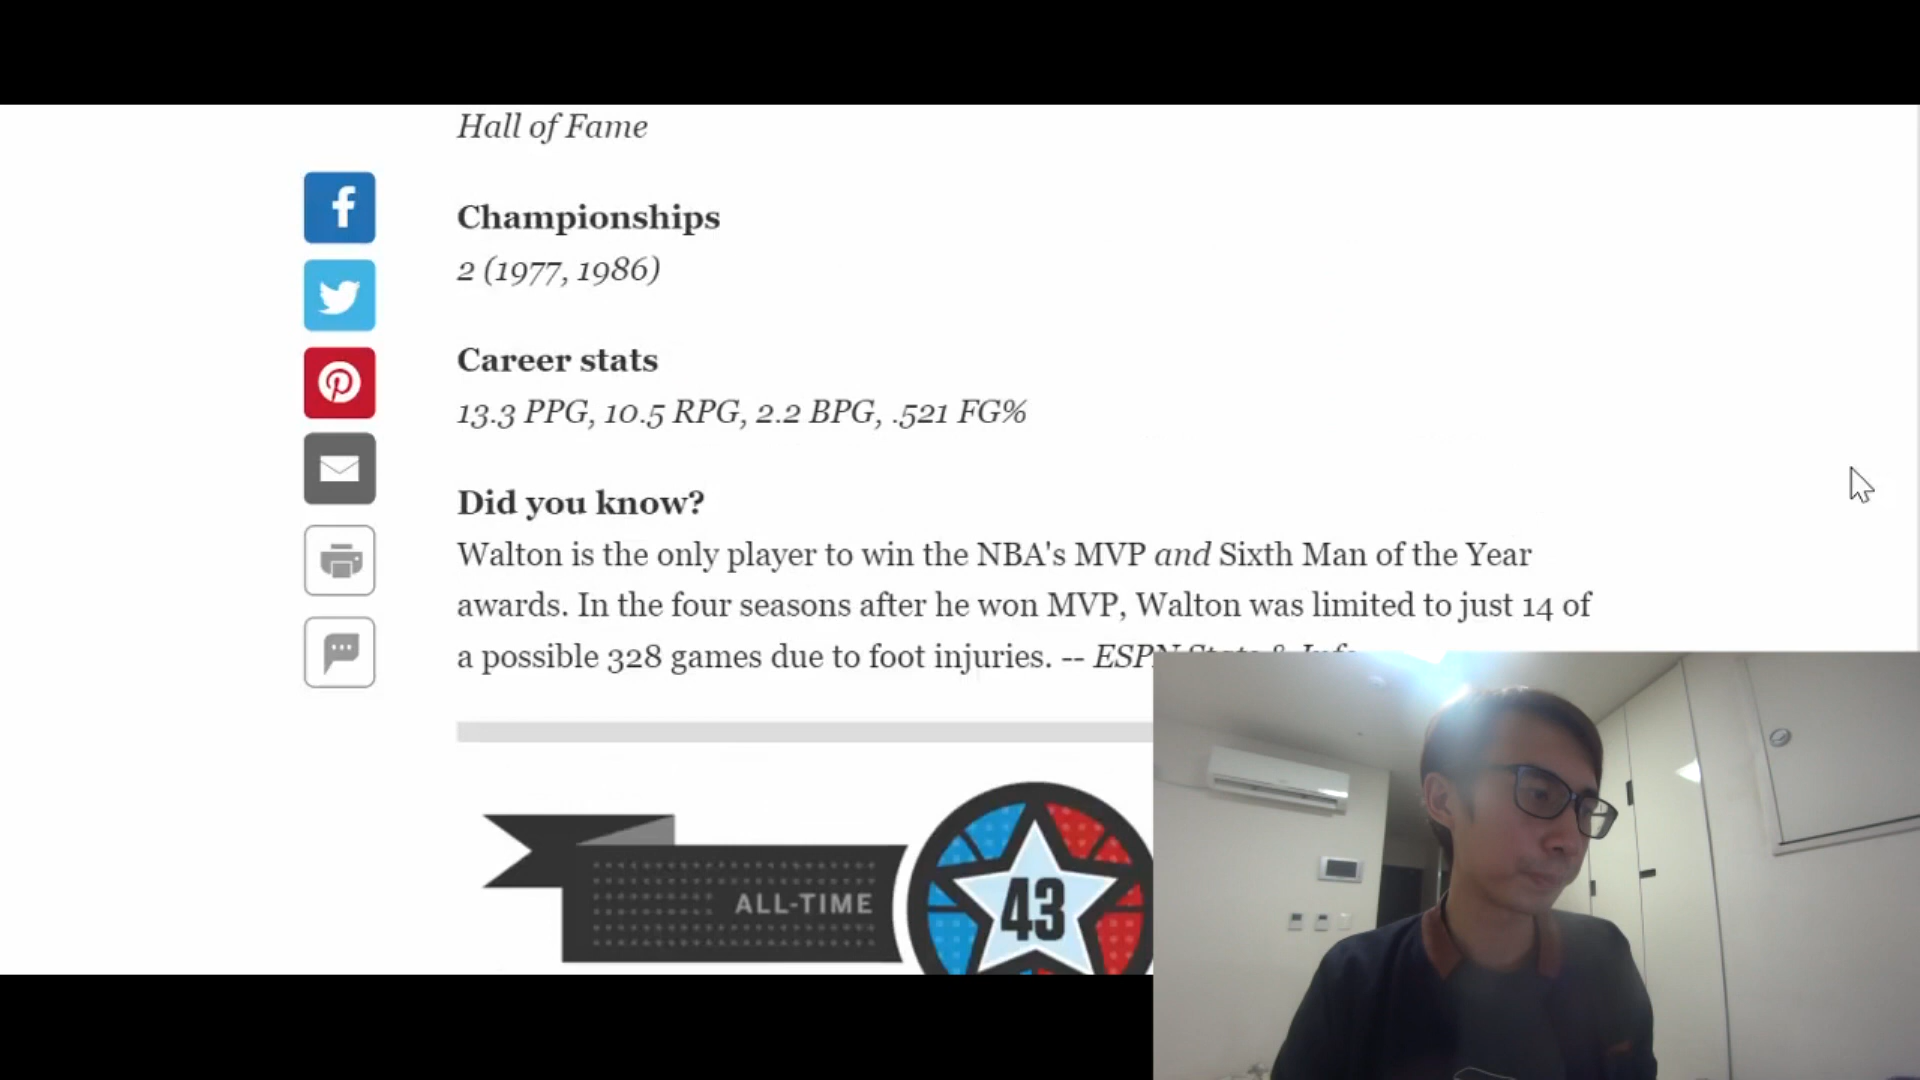 Hall of Fame
Championships
2 (1977, 1986)
Career stats
13.3 PPG, 10.5 RPG, 2.2 BPG, .521 FG%
Did you know?
Walton is the only player to win the NBA's MVP and Sixth Man of the Year
awards. In the four seasons after he won MVP, Walton was limited to just 14 of
a possible 328 games due to foot injuries. -- ESPN Stats & Info
ALL-TIME
43